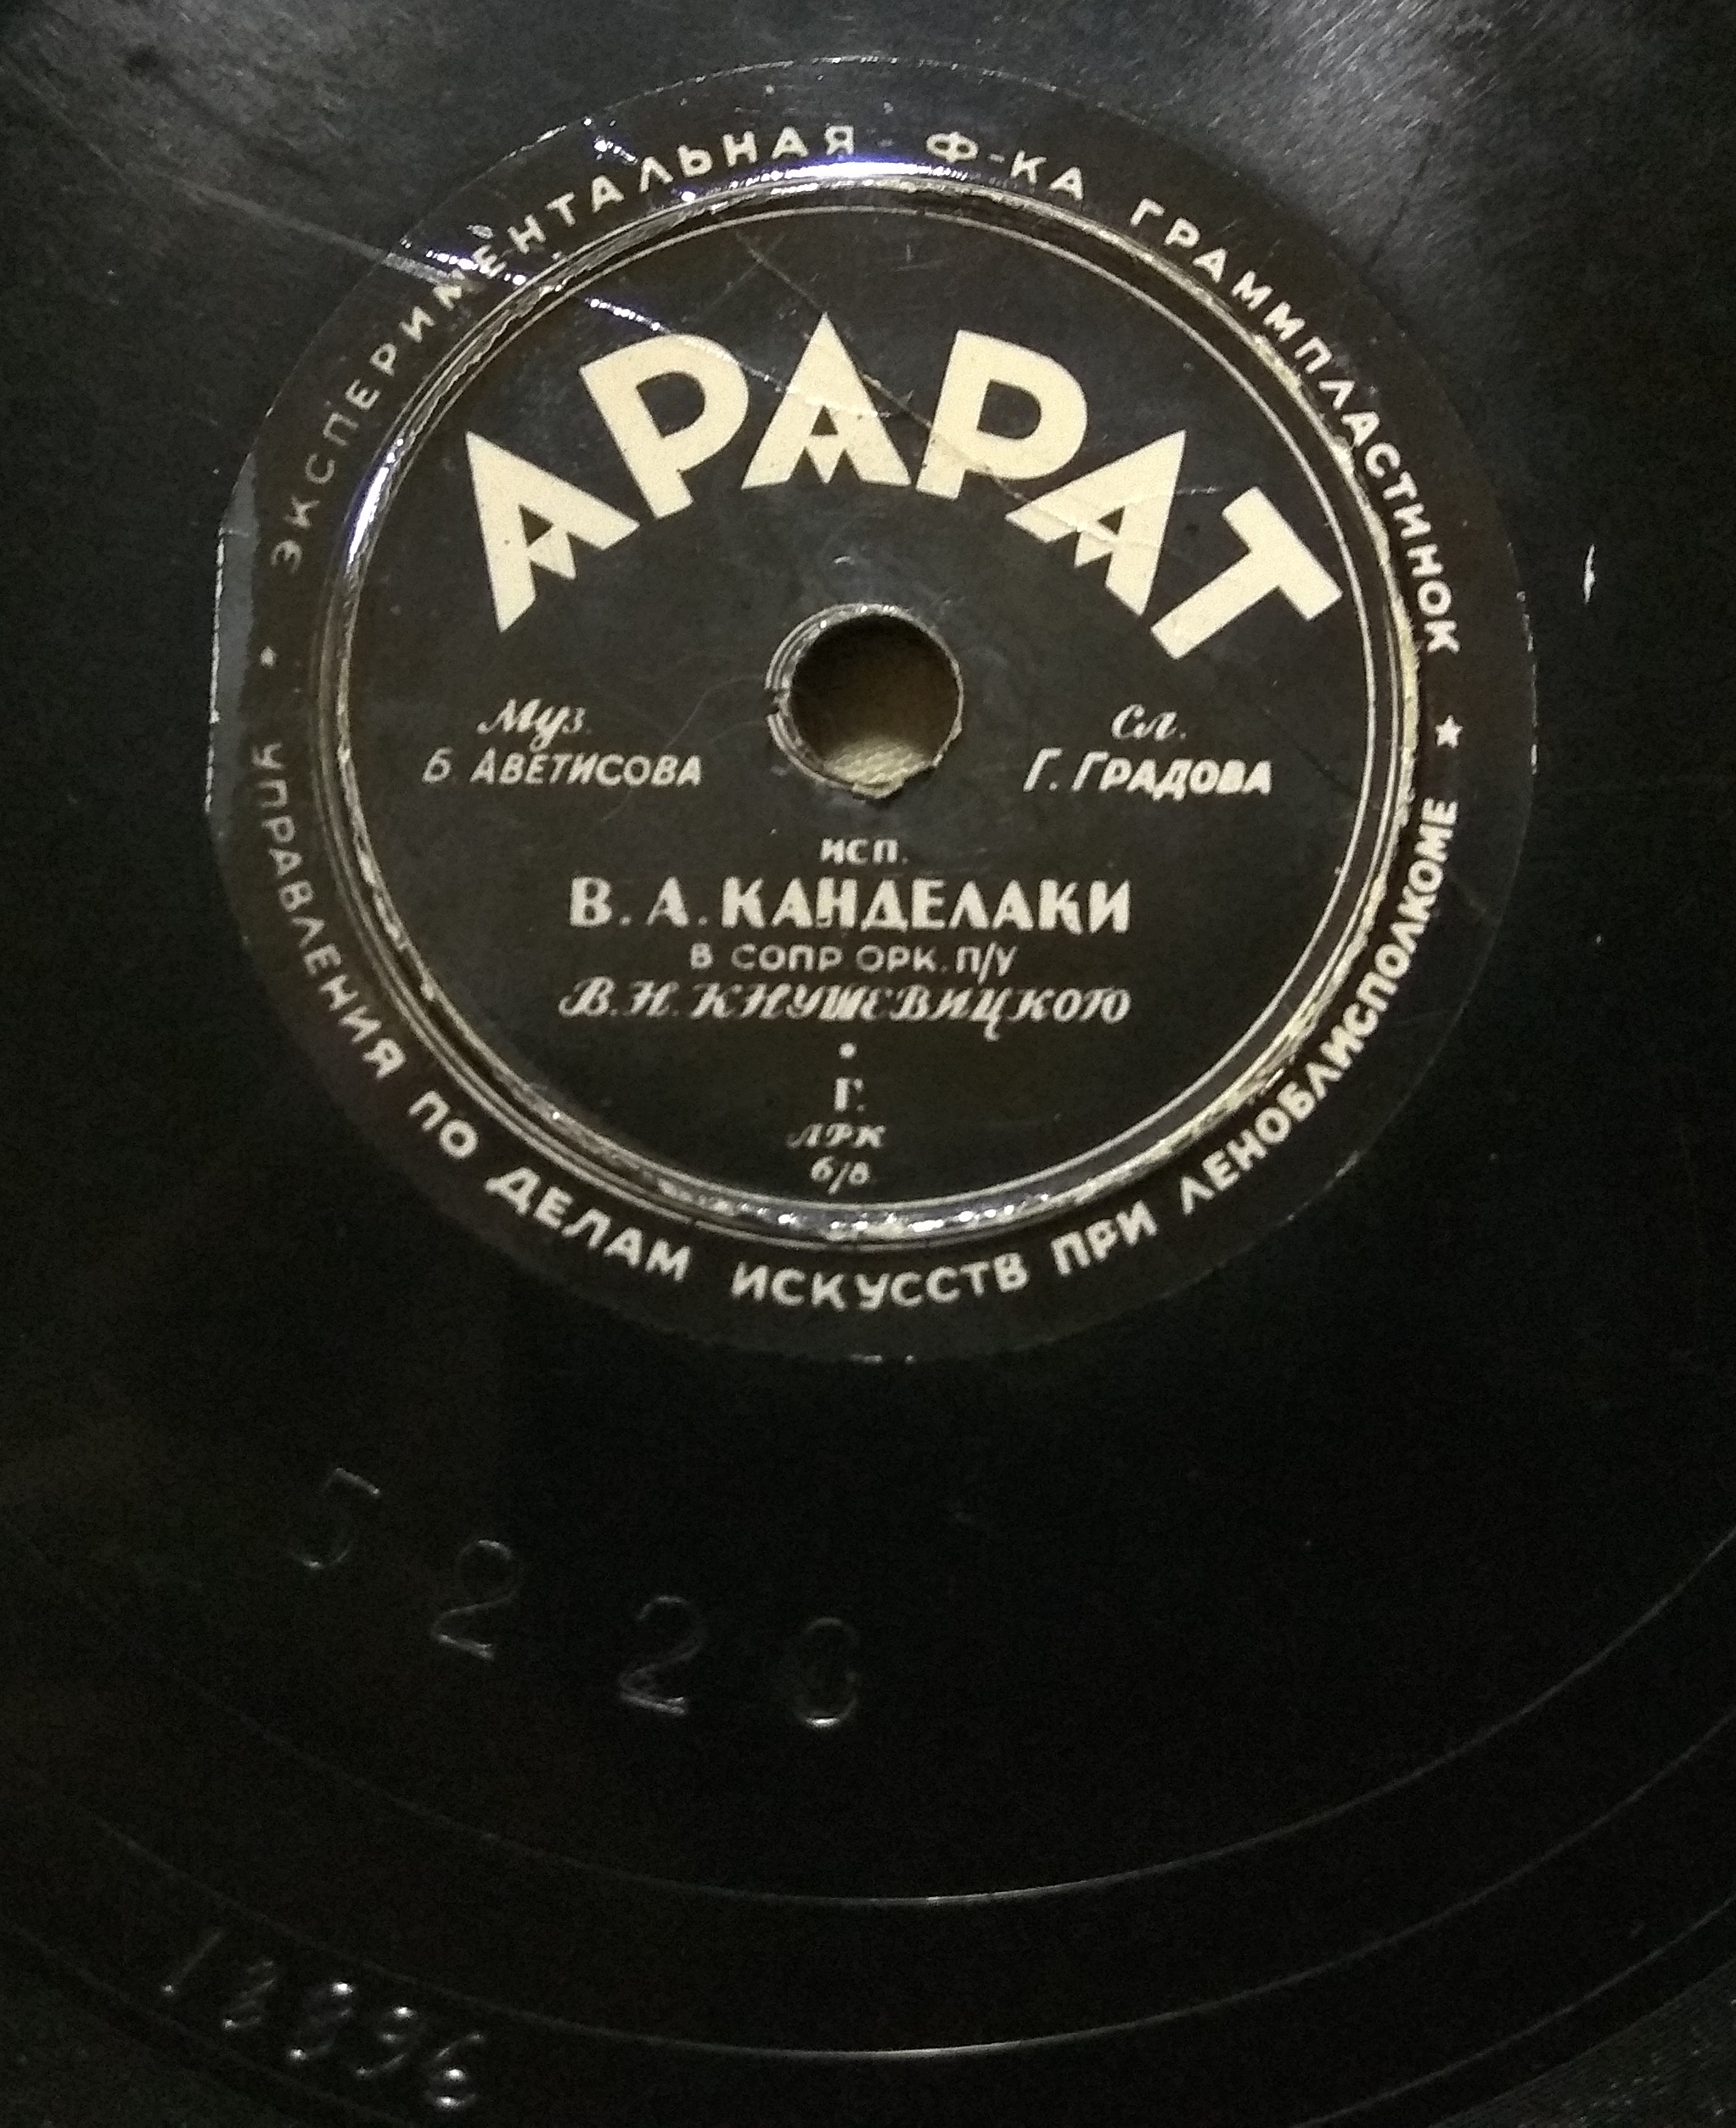 ЭКСПЕРИМЕНТАЛЬНАЯ Ф-КА ГРАММПЛАСТИНОК
АРАРАТ
Муз.
Б. АВЕТИСОВА
Сл.
Г. ГРАДОВА
исп.
В. А. КАНДЕЛАКИ
В СОПР. ОРК. П/У
В. Н. КНУШЕВИЦКОГО
Г.
ЛРК
6/8
УПРАВЛЕНИЯ ПО ДЕЛАМ ИСКУССТВ ПРИ ЛЕНОБЛИСПОЛКОМЕ